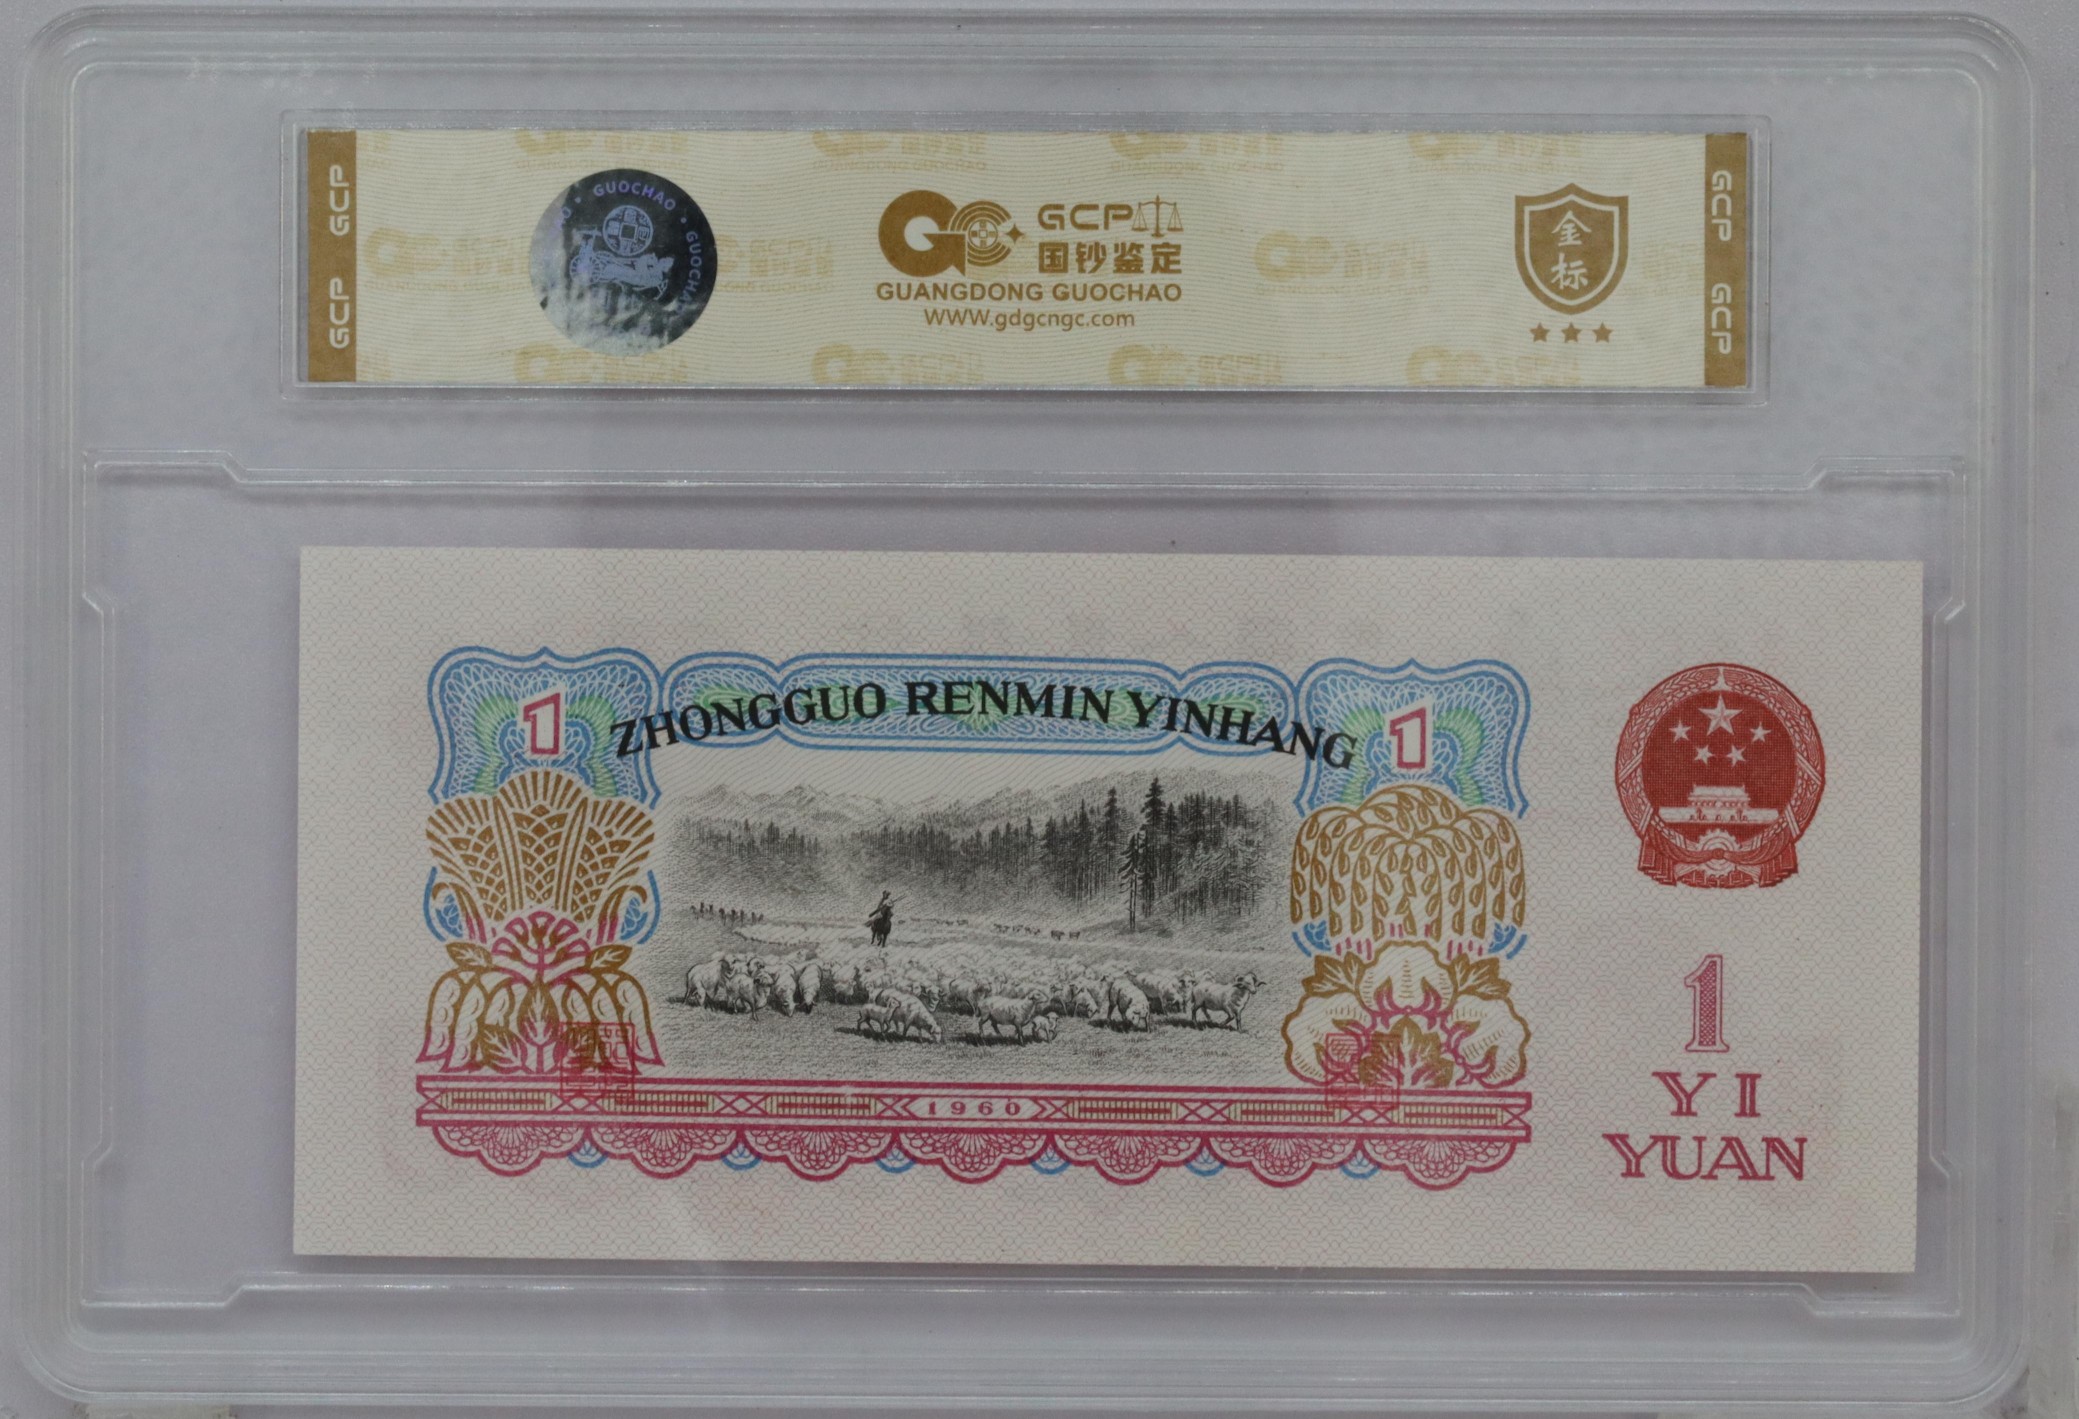 GCP GCP
GUOCHAO · GUOCHA
GCP
国钞鉴定
GUANGDONG GUOCHAO
WWW.gdgcngc.com
金
标
GCP GCP
ZHONGGUO RENMIN YINHANG
1
1
1960
1
YI
YUAN